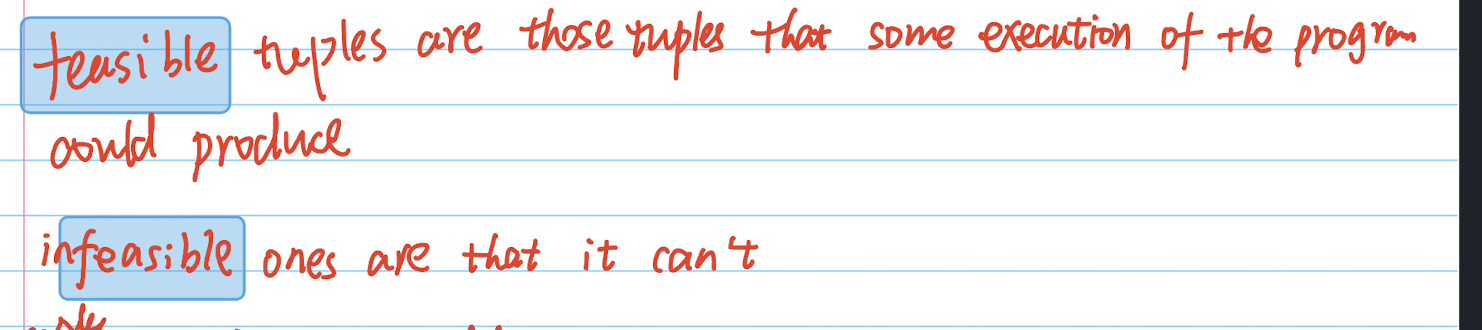 feasible tuples are those tuples that some execution of the program
could produce
infeasible ones are that it can't